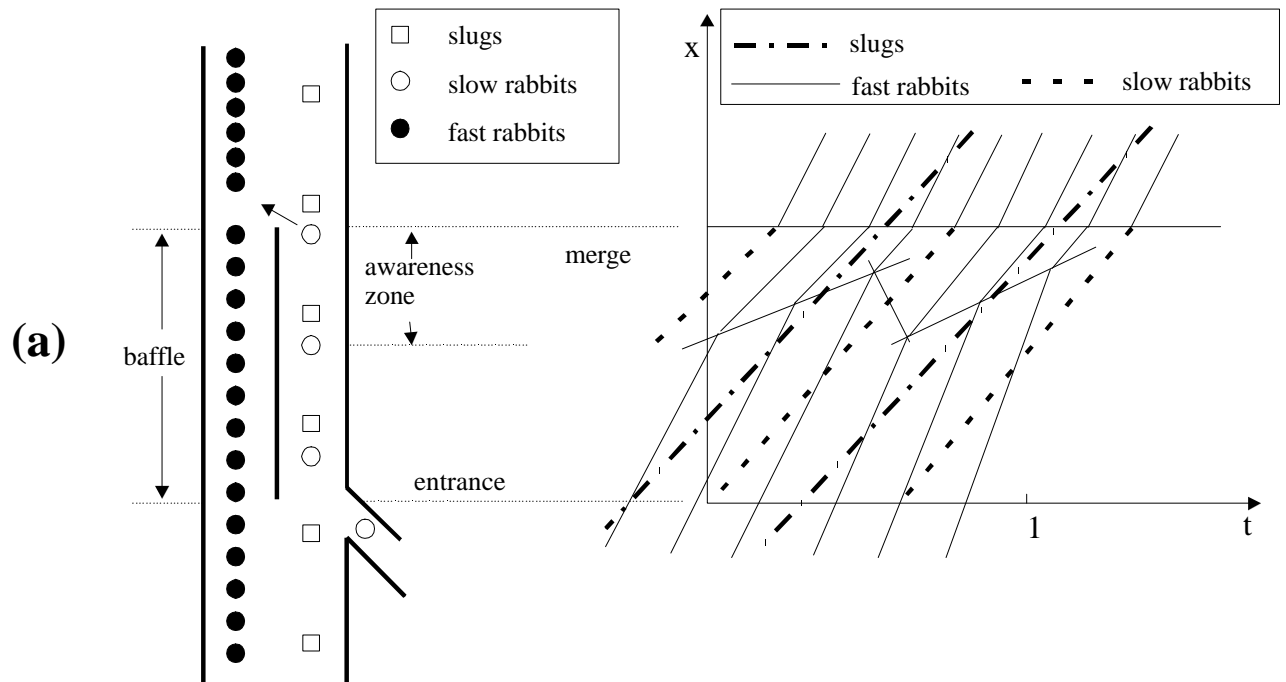 (a)
baffle
slugs
slow rabbits
fast rabbits
awareness
zone
merge
entrance
x
slugs
fast rabbits
slow rabbits
1
t